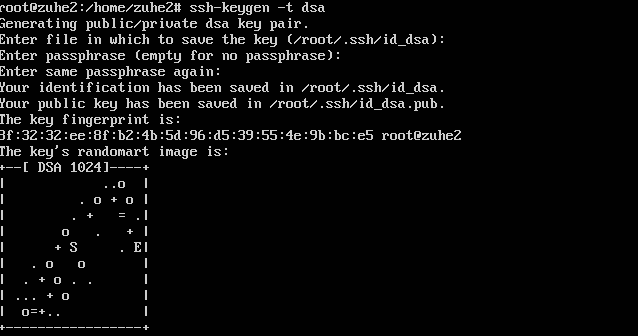 root@zuhe2:/home/zuhe2# ssh-keygen -t dsa
Generating public/private dsa key pair.
Enter file in which to save the key (/root/.ssh/id_dsa):
Enter passphrase (empty for no passphrase):
Enter same passphrase again:
Your identification has been saved in /root/.ssh/id_dsa.
Your public key has been saved in /root/.ssh/id_dsa.pub.
The key fingerprint is:
3f:32:32:ee:8f:b2:4b:5d:96:d5:39:55:4e:9b:bc:e5 root@zuhe2
The key's randomart image is:
+--[ DSA 1024]----+
|             ..o  |
|          . o + o |
|         . +   = .|
|        o   .   + |
|       + S     . E|
|    . o   o       |
|   . + o . .      |
|  ... + o         |
|   o=+..          |
+-----------------+